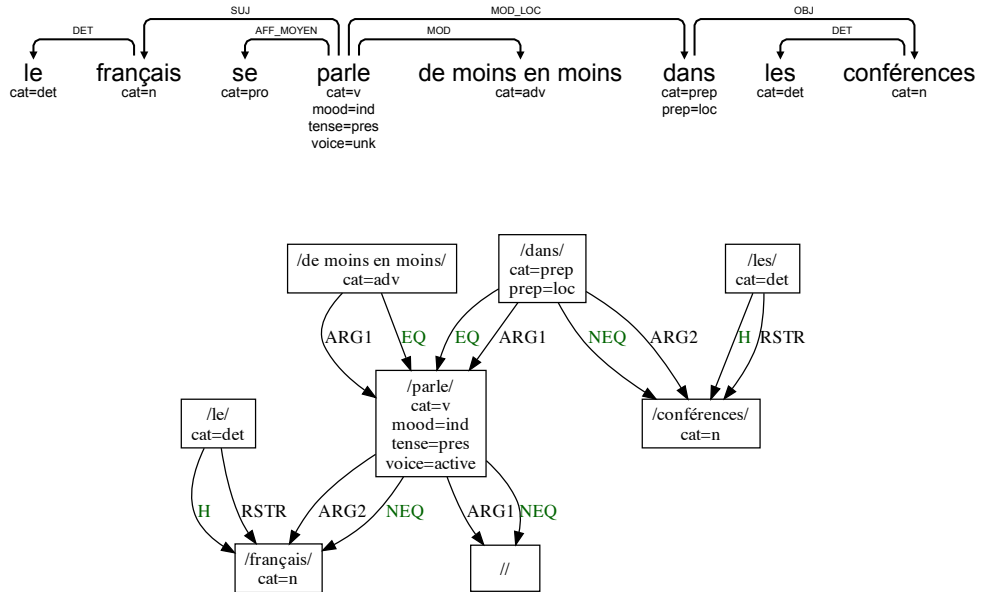 SUJ MOD_LOC OBJ
DET AFF_MOYEN MOD DET
le français se parle de moins en moins dans les conférences
cat=det cat=n cat=pro cat=v cat=adv cat=prep cat=det cat=n
mood=ind prep=loc
tense=pres
voice=unk
/de moins en moins/
cat=adv
/dans/
cat=prep
prep=loc
/les/
cat=det
ARG1 EQ EQ ARG1 NEQ ARG2 H RSTR
/le/
cat=det
/parle/
cat=v
mood=ind
tense=pres
voice=active
/conférences/
cat=n
H RSTR ARG2 NEQ ARG1 NEQ
/français/
cat=n
//